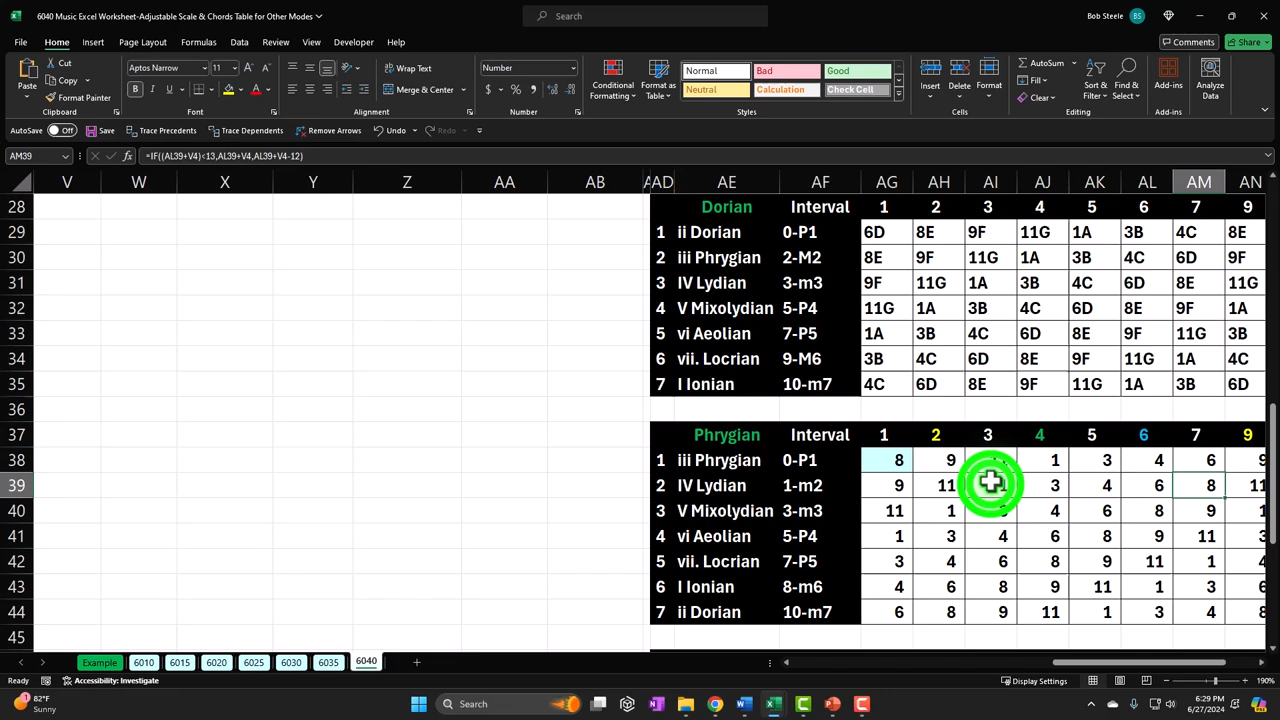 6040 Music Excel Worksheet-Adjustable Scale & Chords Table for Other Modes
Search
Bob Steele
BS
File Home Insert Page Layout Formulas Data Review View Developer Automate Help
Comments
Share
Cut
Copy
Paste
Format Painter
Clipboard
Aptos Narrow
11
Font
Wrap Text
Merge & Center
Alignment
Number
Number
Conditional Formatting
Format as Table
Normal Bad Good
Neutral Calculation Check Cell
Styles
Insert Delete Format
Cells
AutoSum
Fill
Clear
Sort & Filter
Find & Select
Editing
Add-ins
Add-ins
Analyze Data
AutoSave Off Save Trace Precedents Trace Dependents Remove Arrows Undo Redo
AM39 fx =IF((AL39+V4)<13,AL39+V4,AL39+V4-12)
V W X Y Z AA AB AD AE AF AG AH AI AJ AK AL AM AN
28 Dorian Interval 1 2 3 4 5 6 7 9
29 1 ii Dorian 0-P1 6D 8E 9F 11G 1A 3B 4C 8E
30 2 iii Phrygian 2-M2 8E 9F 11G 1A 3B 4C 6D 9F
31 3 IV Lydian 3-m3 9F 11G 1A 3B 4C 6D 8E 11G
32 4 V Mixolydian 5-P4 11G 1A 3B 4C 6D 8E 9F 1A
33 5 vi Aeolian 7-P5 1A 3B 4C 6D 8E 9F 11G 3B
34 6 vii. Locrian 9-M6 3B 4C 6D 8E 9F 11G 1A 4C
35 7 I Ionian 10-m7 4C 6D 8E 9F 11G 1A 3B 6D
36
37 Phrygian Interval 1 2 3 4 5 6 7 9
38 1 iii Phrygian 0-P1 8 9 1 3 4 6 9
39 2 IV Lydian 1-m2 9 11 3 4 6 8 11
40 3 V Mixolydian 3-m3 11 1 4 6 8 9 1
41 4 vi Aeolian 5-P4 1 3 4 6 8 9 11 3
42 5 vii. Locrian 7-P5 3 4 6 8 9 11 1 4
43 6 I Ionian 8-m6 4 6 8 9 11 1 3 6
44 7 ii Dorian 10-m7 6 8 9 11 1 3 4 8
45
Example 6010 6015 6020 6025 6030 6035 6040
Ready Accessibility: Investigate Display Settings 190%
82°F
Sunny
Search
6:29 PM
6/27/2024